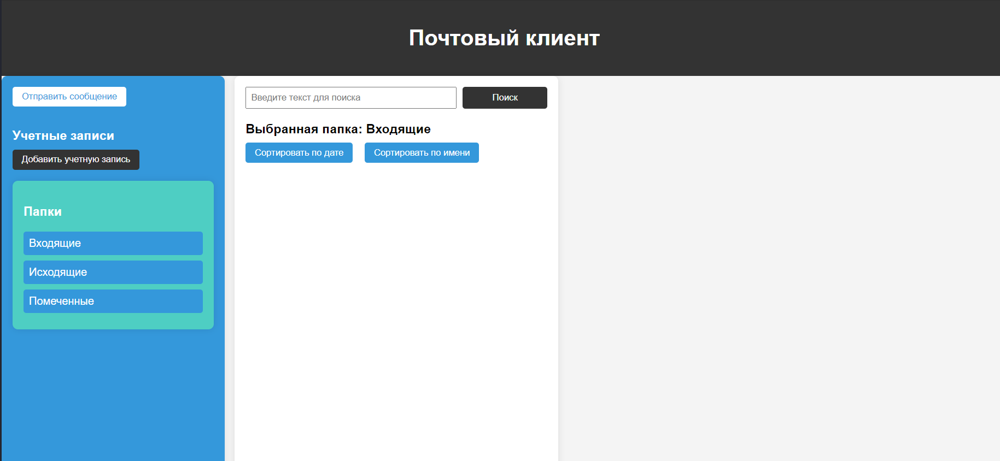 Почтовый клиент
Отправить сообщение
Учетные записи
Добавить учетную запись
Папки
Входящие
Исходящие
Помеченные
Введите текст для поиска
Поиск
Выбранная папка: Входящие
Сортировать по дате
Сортировать по имени